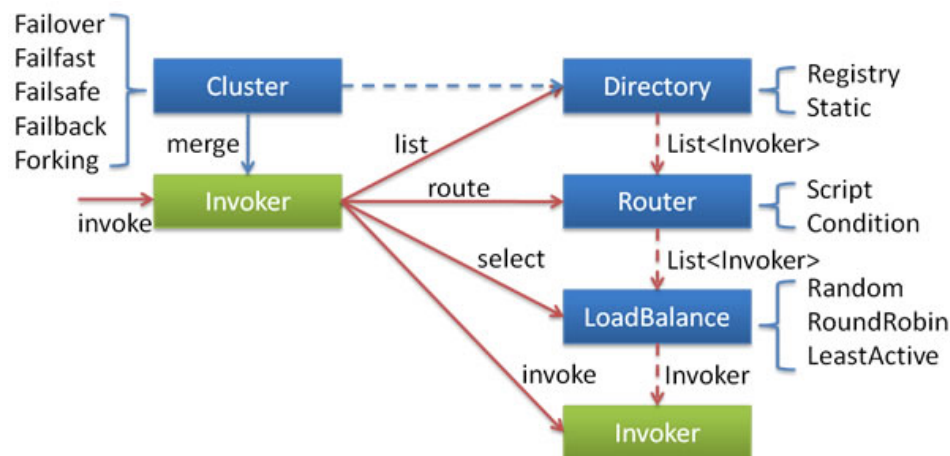 Failover
Failfast
Failsafe
Failback
Forking
Cluster
Directory
Registry
Static
merge
list
List<Invoker>
invoke
Invoker
route
Router
Script
Condition
select
List<Invoker>
LoadBalance
Random
RoundRobin
LeastActive
invoke
Invoker
Invoker